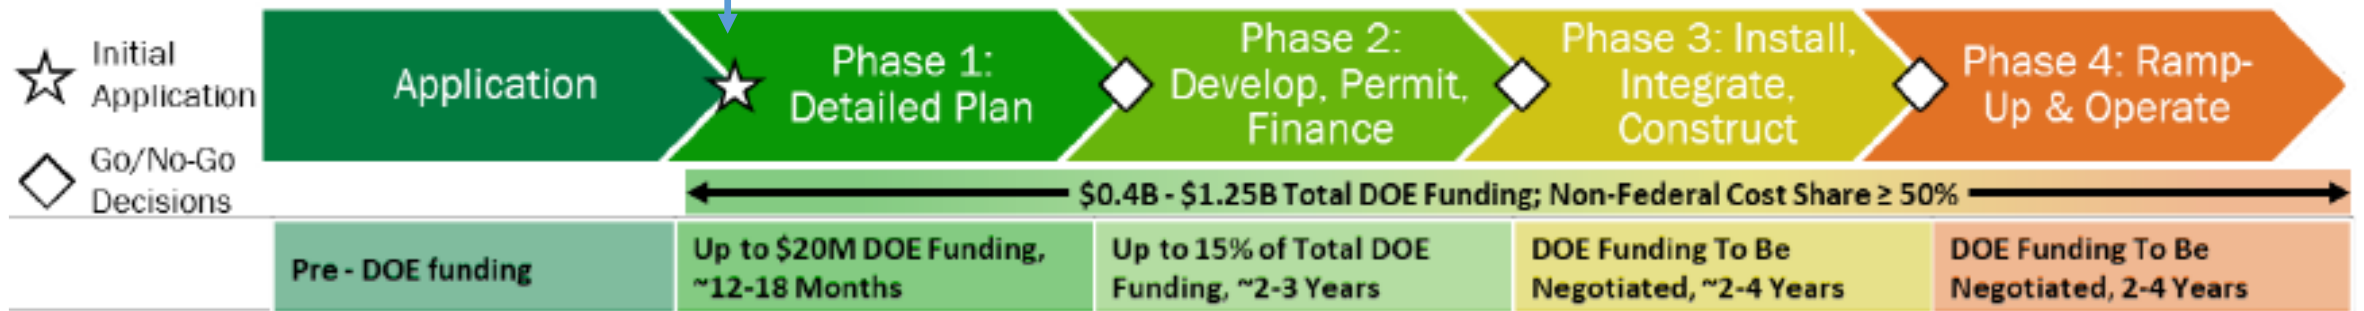 Initial
Application
Go/No-Go
Decisions
Application
Phase 1:
Detailed Plan
Phase 2:
Develop, Permit,
Finance
Phase 3: Install,
Integrate,
Construct
Phase 4: Ramp-
Up & Operate
$0.4B - $1.25B Total DOE Funding; Non-Federal Cost Share ≥ 50%
Pre - DOE funding
Up to $20M DOE Funding,
~12-18 Months
Up to 15% of Total DOE
Funding, ~2-3 Years
DOE Funding To Be
Negotiated, ~2-4 Years
DOE Funding To Be
Negotiated, 2-4 Years